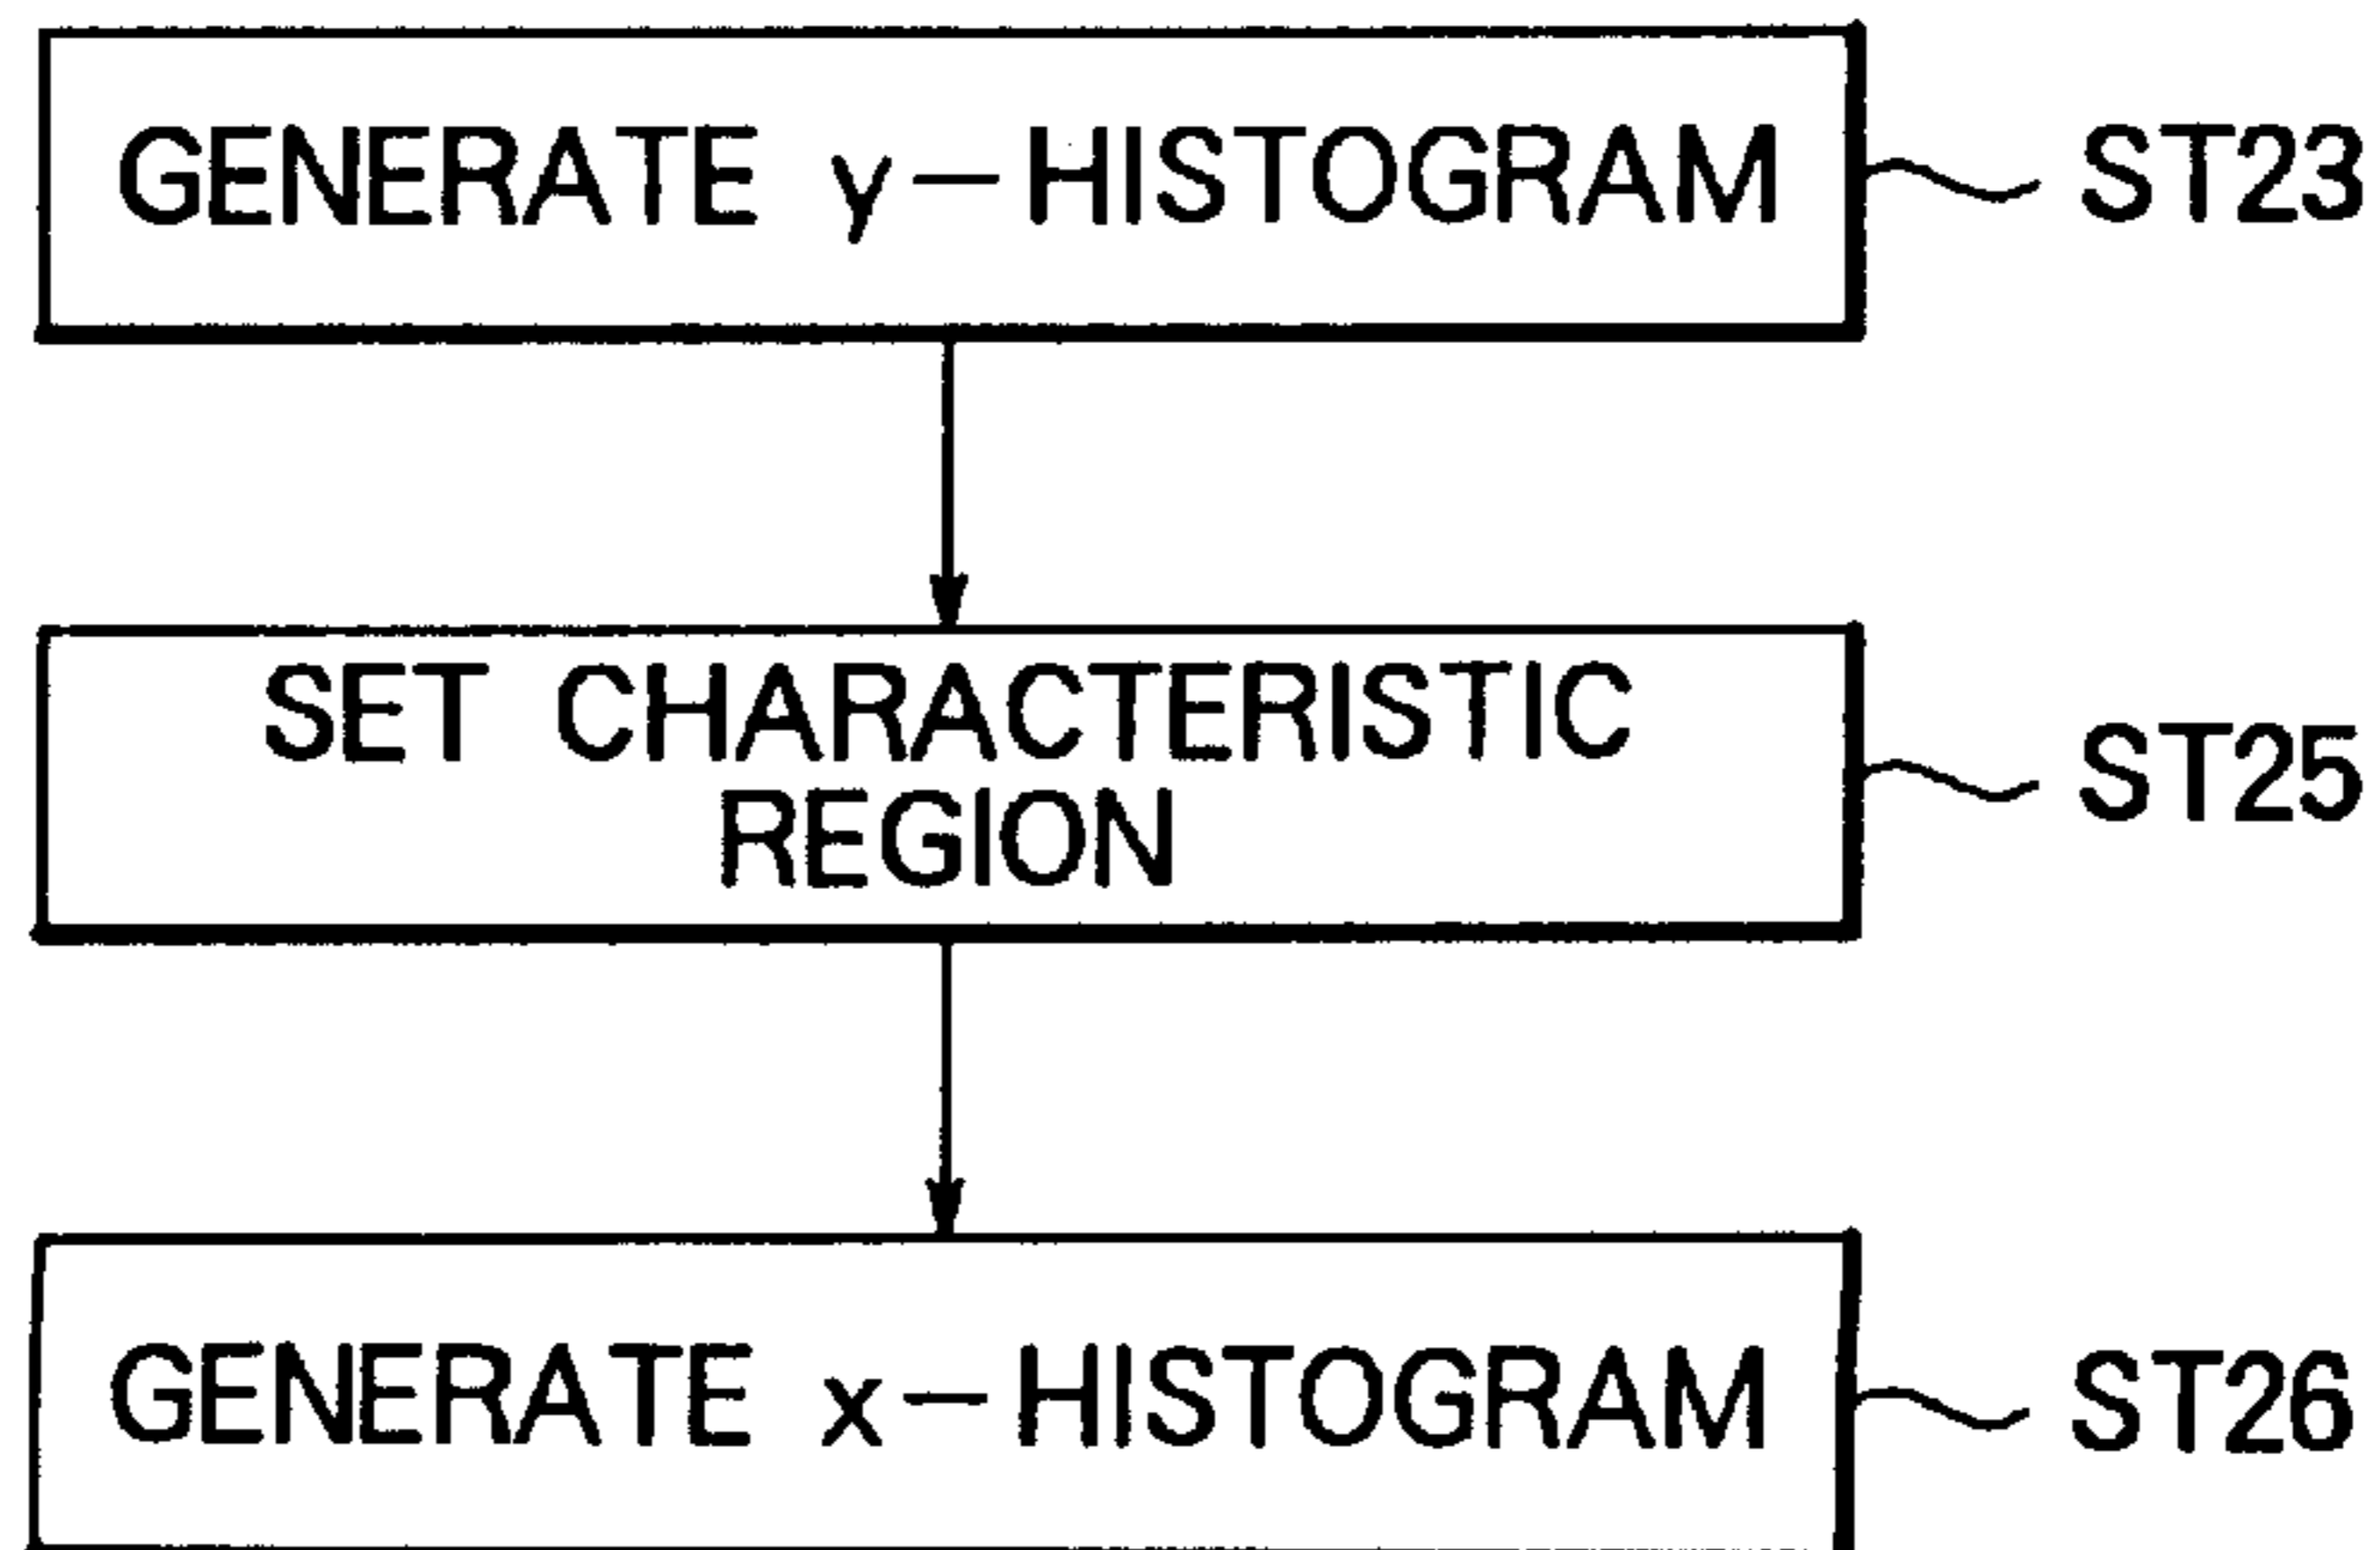 GENERATE y-HISTOGRAM ST23
SET CHARACTERISTIC
REGION
ST25
GENERATE x-HISTOGRAM ST26